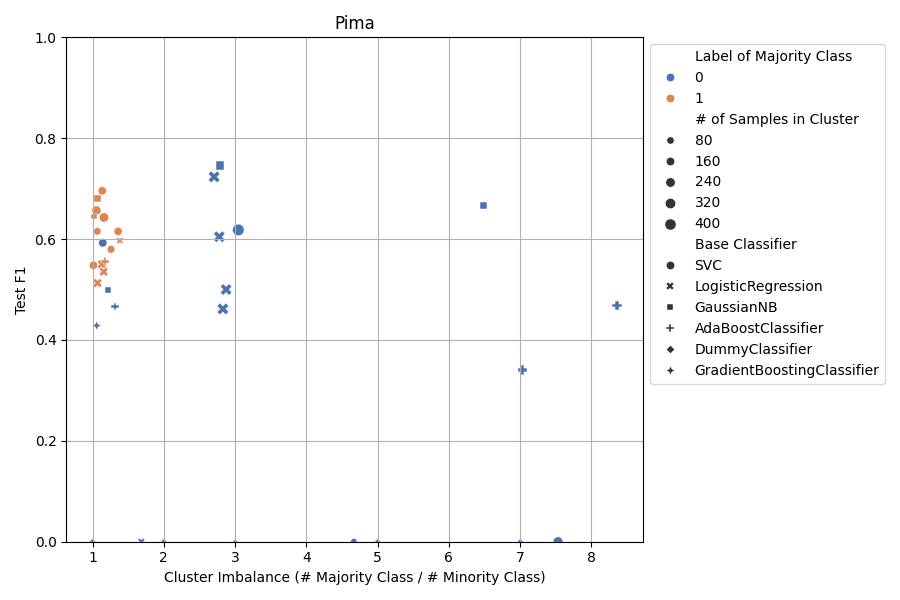 Pima
1.0
0.8
0.6
0.4
0.2
0.0
Test F1
1
2
3
4
5
6
7
8
Cluster Imbalance (# Majority Class / # Minority Class)
Label of Majority Class
0
1
# of Samples in Cluster
80
160
240
320
400
Base Classifier
SVC
LogisticRegression
GaussianNB
AdaBoostClassifier
DummyClassifier
GradientBoostingClassifier